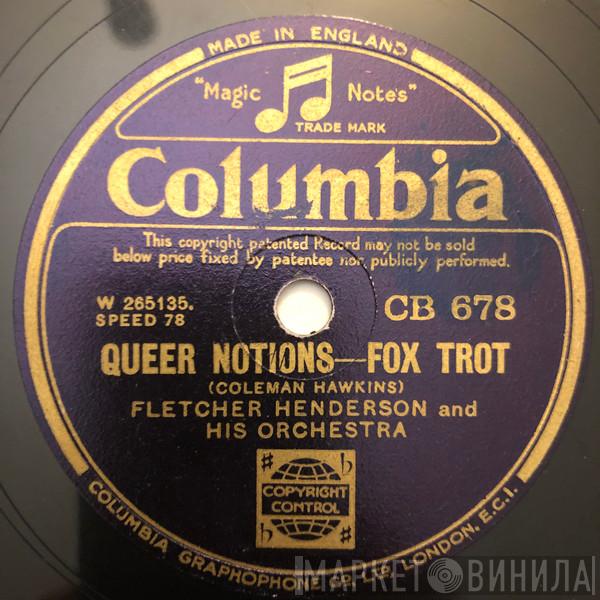 MADE IN ENGLAND
"Magic Notes"
TRADE MARK
Columbia
This copyright patented Record may not be sold
below price fixed by patentee nor publicly performed.
W 265135.
SPEED 78
CB 678
QUEER NOTIONS—FOX TROT
(COLEMAN HAWKINS)
FLETCHER HENDERSON and
HIS ORCHESTRA
COPYRIGHT
CONTROL
COLUMBIA GRAPHOPHONE CO. LTD. LONDON. E.C.1.
МАРКЕТ ВИНИЛА